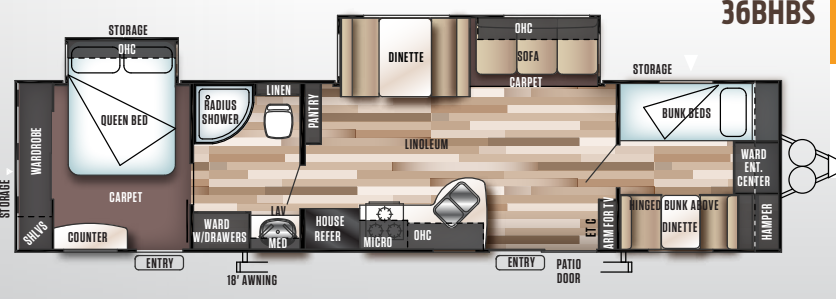 36BHBS
STORAGE
OHC
QUEEN BED
WARDROBE
STORAGE
SHLV'S
CARPET
COUNTER
ENTRY
RADIUS
SHOWER
LINEN
PANTRY
WARD
W/DRAWERS
LAV
MED
18' AWNING
HOUSE
REFER
MICRO
OHC
LINOLEUM
DINETTE
OHC
SOFA
CARPET
ENTRY
PATIO
DOOR
ET C
ARM FOR TV
STORAGE
BUNK BEDS
WARD
ENT.
CENTER
HINGED BUNK ABOVE
DINETTE
HAMPER